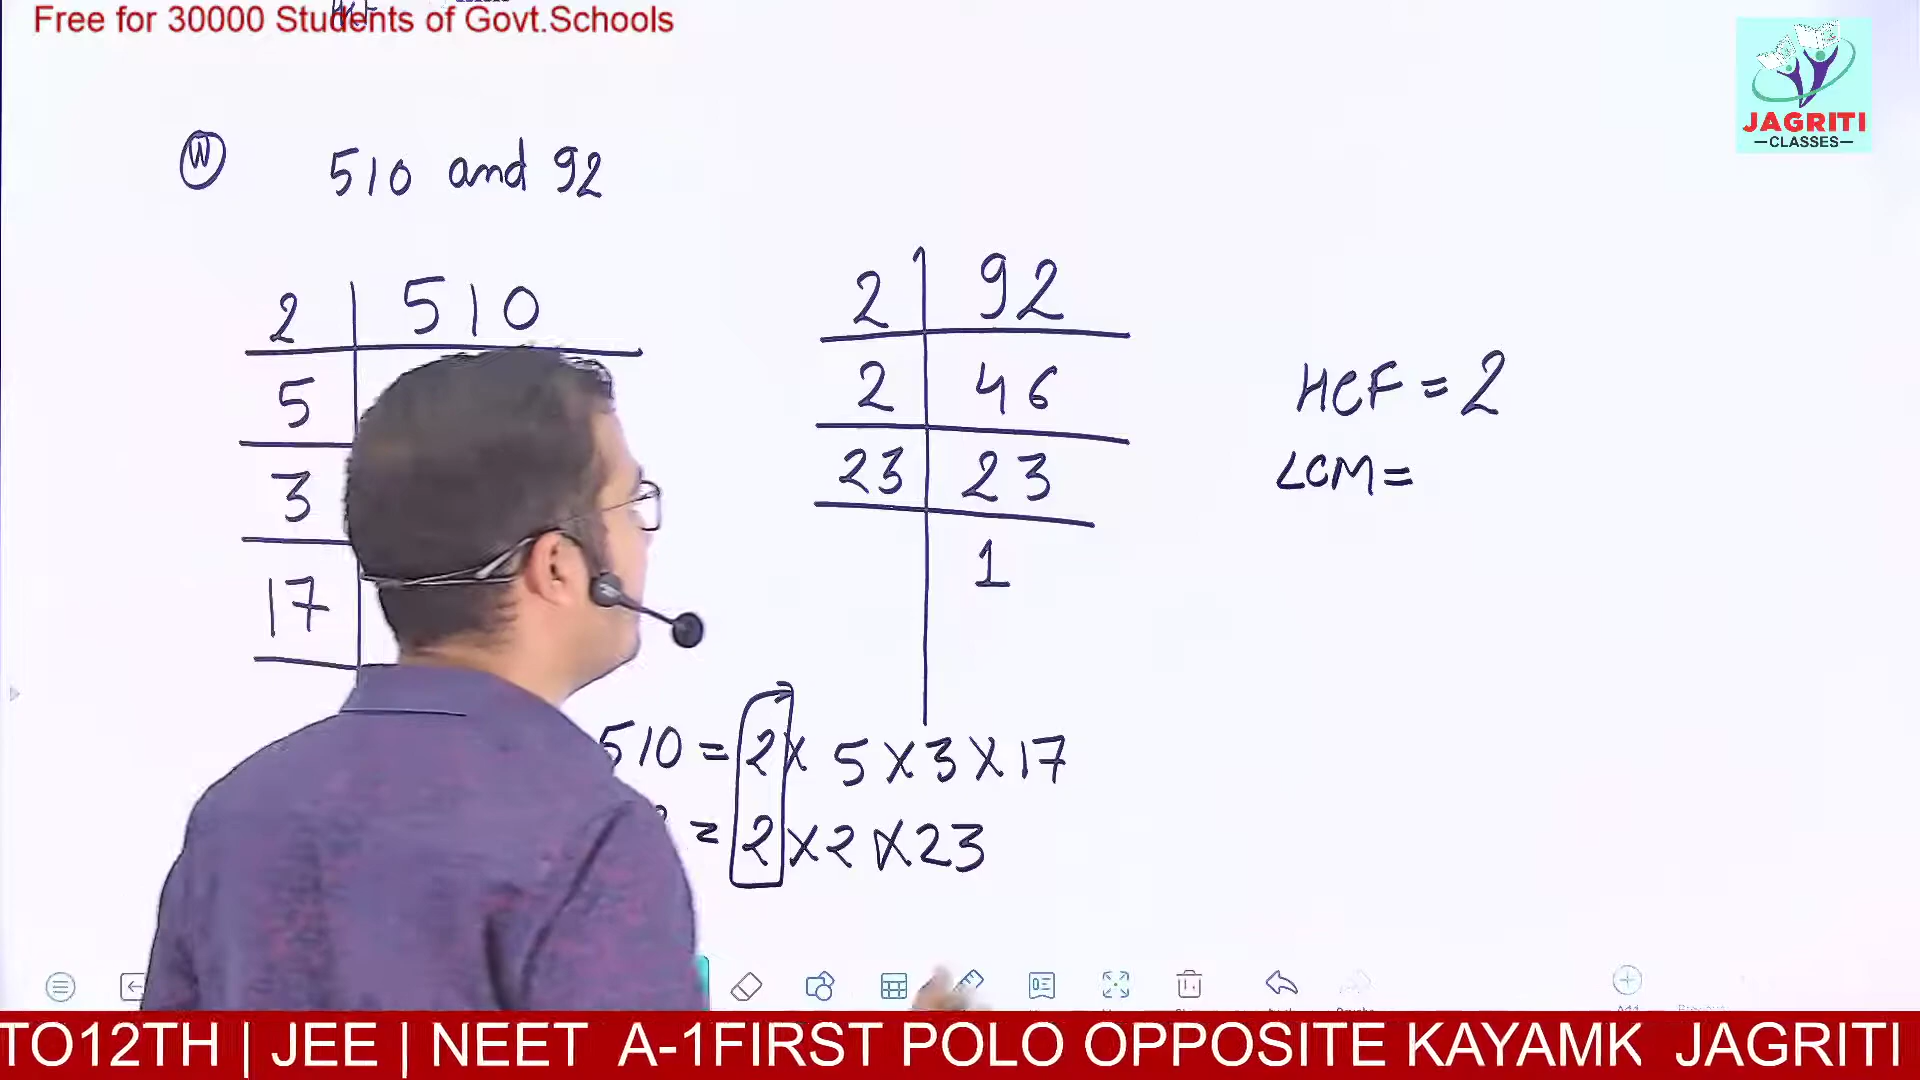 Free for 30000 Students of Govt.Schools
JAGRITI
CLASSES
510 and 92
2 | 510
5
3
17
2 | 92
2 | 46
23 | 23
1
HCF = 2
LCM =
510 = 2 × 5 × 3 × 17
= 2 × 2 × 23
TO12TH | JEE | NEET A-1FIRST POLO OPPOSITE KAYAMK JAGRITI